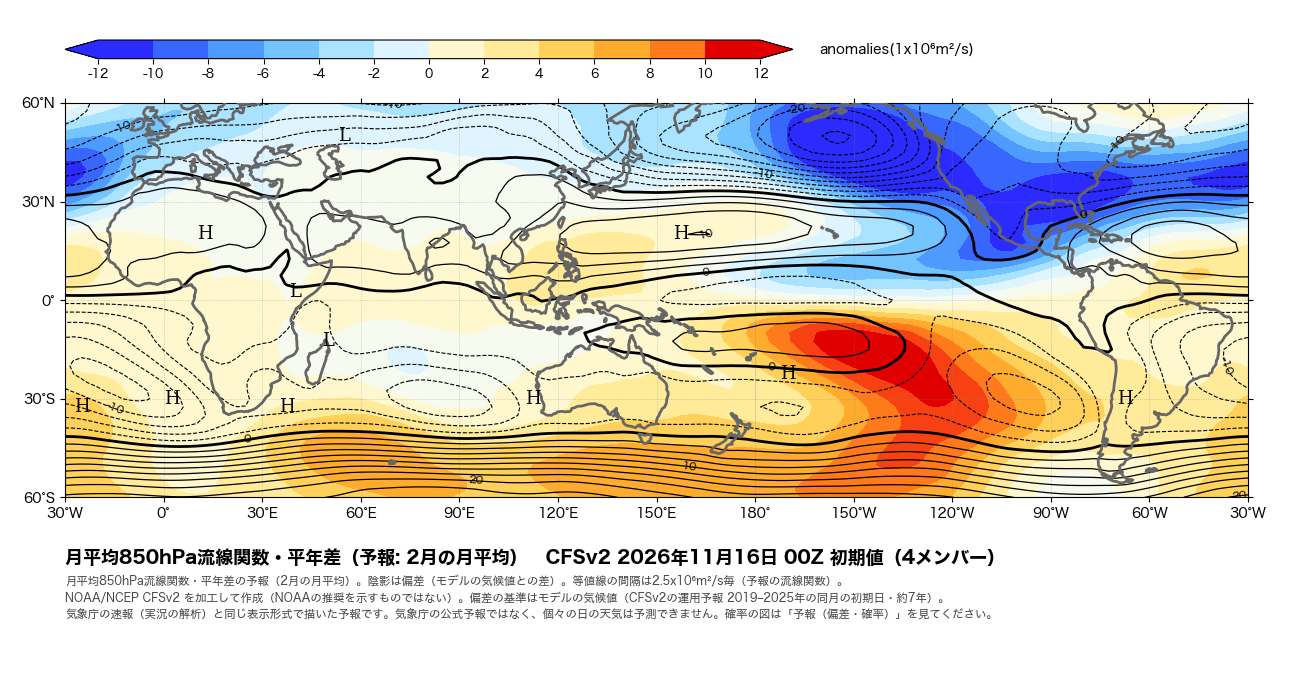 anomalies(1x10⁶m²/s)
-12 -10 -8 -6 -4 -2 0 2 4 6 8 10 12
60°N
30°N
0°
30°S
60°S
30°W 0° 30°E 60°E 90°E 120°E 150°E 180° 150°W 120°W 90°W 60°W 30°W
L
H
H
L
L
H
H
H
H
H
H
H
月平均850hPa流線関数・平年差（予報: 2月の月平均） CFSv2 2026年11月16日 00Z 初期値（4メンバー）
月平均850hPa流線関数・平年差の予報（2月の月平均）。陰影は偏差（モデルの気候値との差）。等値線の間隔は2.5x10⁶m²/s毎（予報の流線関数）。
NOAA/NCEP CFSv2 を加工して作成（NOAAの推奨を示すものではない）。偏差の基準はモデルの気候値（CFSv2の運用予報 2019–2025年の同月の初期日・約7年）。
気象庁の速報（実況の解析）と同じ表示形式で描いた予報です。気象庁の公式予報ではなく、個々の日の天気は予測できません。確率の図は「予報（偏差・確率）」を見てください。